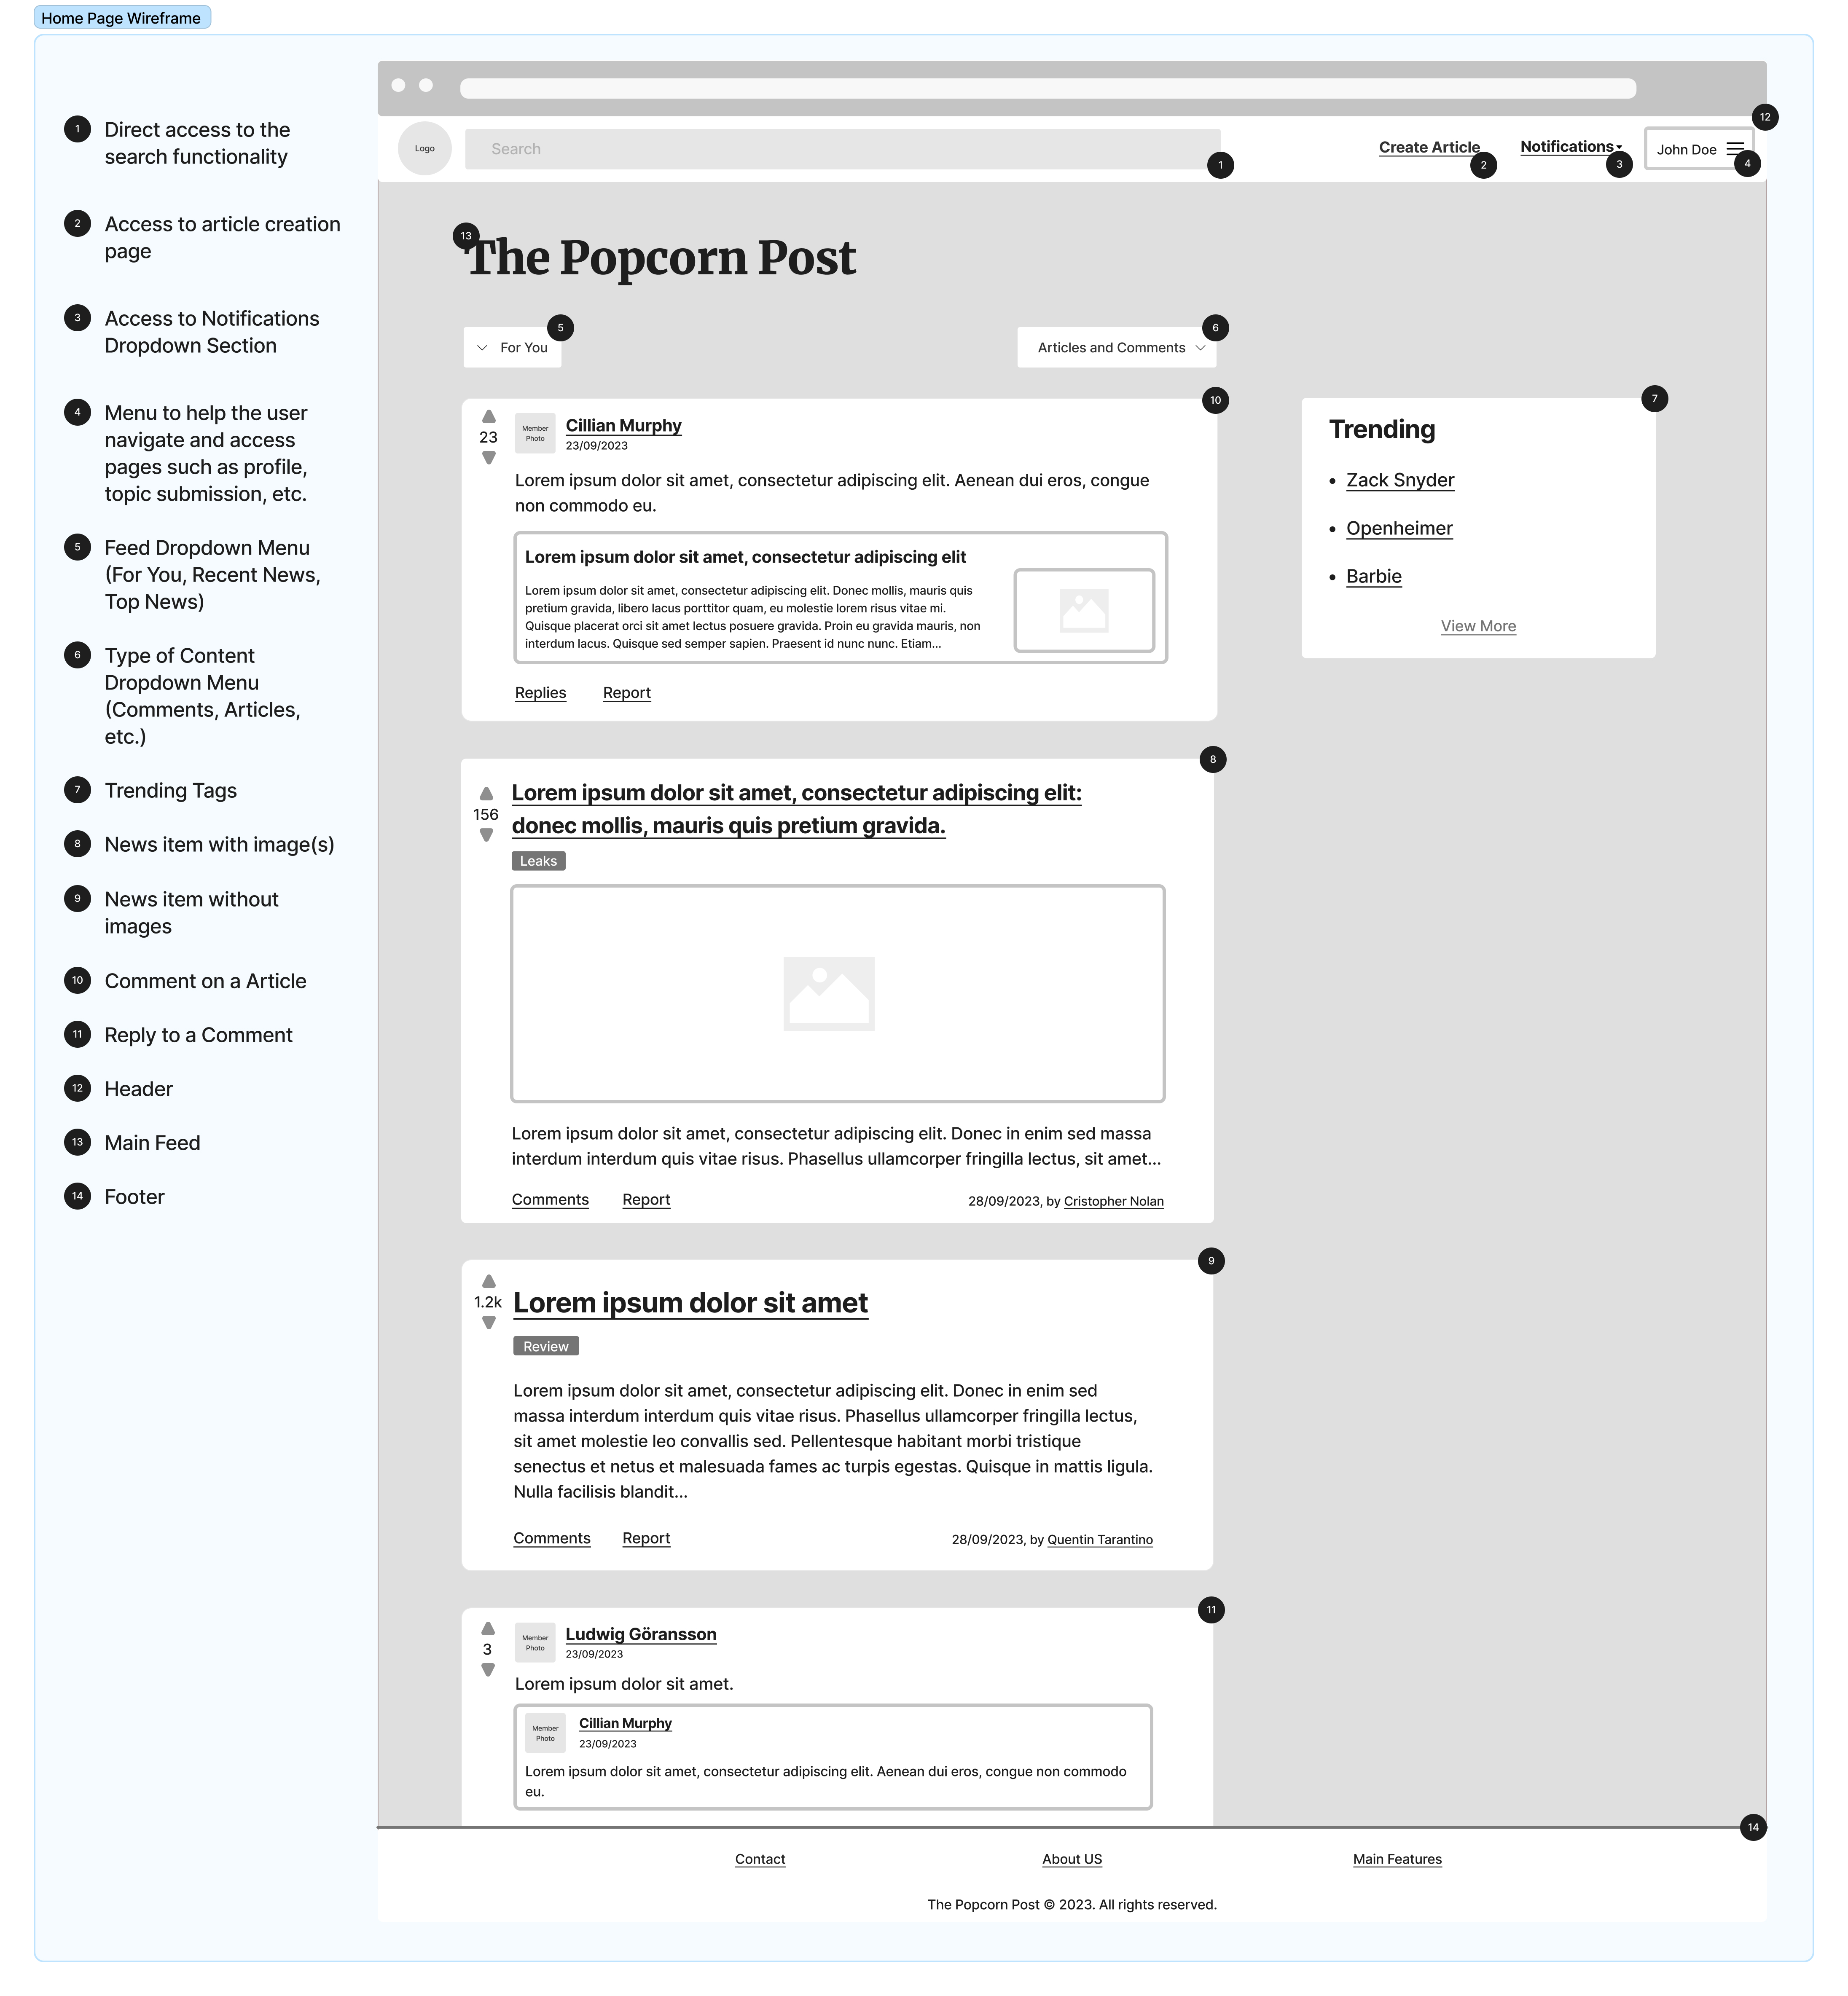 Home Page Wireframe
1
Direct access to the
search functionality
2
Access to article creation
page
3
Access to Notifications
Dropdown Section
4
Menu to help the user
navigate and access
pages such as profile,
topic submission, etc.
5
Feed Dropdown Menu
(For You, Recent News,
Top News)
6
Type of Content
Dropdown Menu
(Comments, Articles,
etc.)
7
Trending Tags
8
News item with image(s)
9
News item without
images
10
Comment on a Article
11
Reply to a Comment
12
Header
13
Main Feed
14
Footer
12
Logo
Search
1
Create Article
2
Notifications
3
John Doe
4
13
The Popcorn Post
For You
5
Articles and Comments
6
10
23
Member
Photo
Cillian Murphy
23/09/2023
Lorem ipsum dolor sit amet, consectetur adipiscing elit. Aenean dui eros, congue
non commodo eu.
Lorem ipsum dolor sit amet, consectetur adipiscing elit
Lorem ipsum dolor sit amet, consectetur adipiscing elit. Donec mollis, mauris quis
pretium gravida, libero lacus porttitor quam, eu molestie lorem risus vitae mi.
Quisque placerat orci sit amet lectus posuere gravida. Proin eu gravida mauris, non
interdum lacus. Quisque sed semper sapien. Praesent id nunc nunc. Etiam...
Replies
Report
7
Trending
Zack Snyder
Openheimer
Barbie
View More
8
156
Lorem ipsum dolor sit amet, consectetur adipiscing elit:
donec mollis, mauris quis pretium gravida.
Leaks
Lorem ipsum dolor sit amet, consectetur adipiscing elit. Donec in enim sed massa
interdum interdum quis vitae risus. Phasellus ullamcorper fringilla lectus, sit amet...
Comments
Report
28/09/2023, by Cristopher Nolan
9
1.2k
Lorem ipsum dolor sit amet
Review
Lorem ipsum dolor sit amet, consectetur adipiscing elit. Donec in enim sed
massa interdum interdum quis vitae risus. Phasellus ullamcorper fringilla lectus,
sit amet molestie leo convallis sed. Pellentesque habitant morbi tristique
senectus et netus et malesuada fames ac turpis egestas. Quisque in mattis ligula.
Nulla facilisis blandit...
Comments
Report
28/09/2023, by Quentin Tarantino
11
3
Member
Photo
Ludwig Göransson
23/09/2023
Lorem ipsum dolor sit amet.
Member
Photo
Cillian Murphy
23/09/2023
Lorem ipsum dolor sit amet, consectetur adipiscing elit. Aenean dui eros, congue non commodo
eu.
14
Contact
About US
Main Features
The Popcorn Post © 2023. All rights reserved.